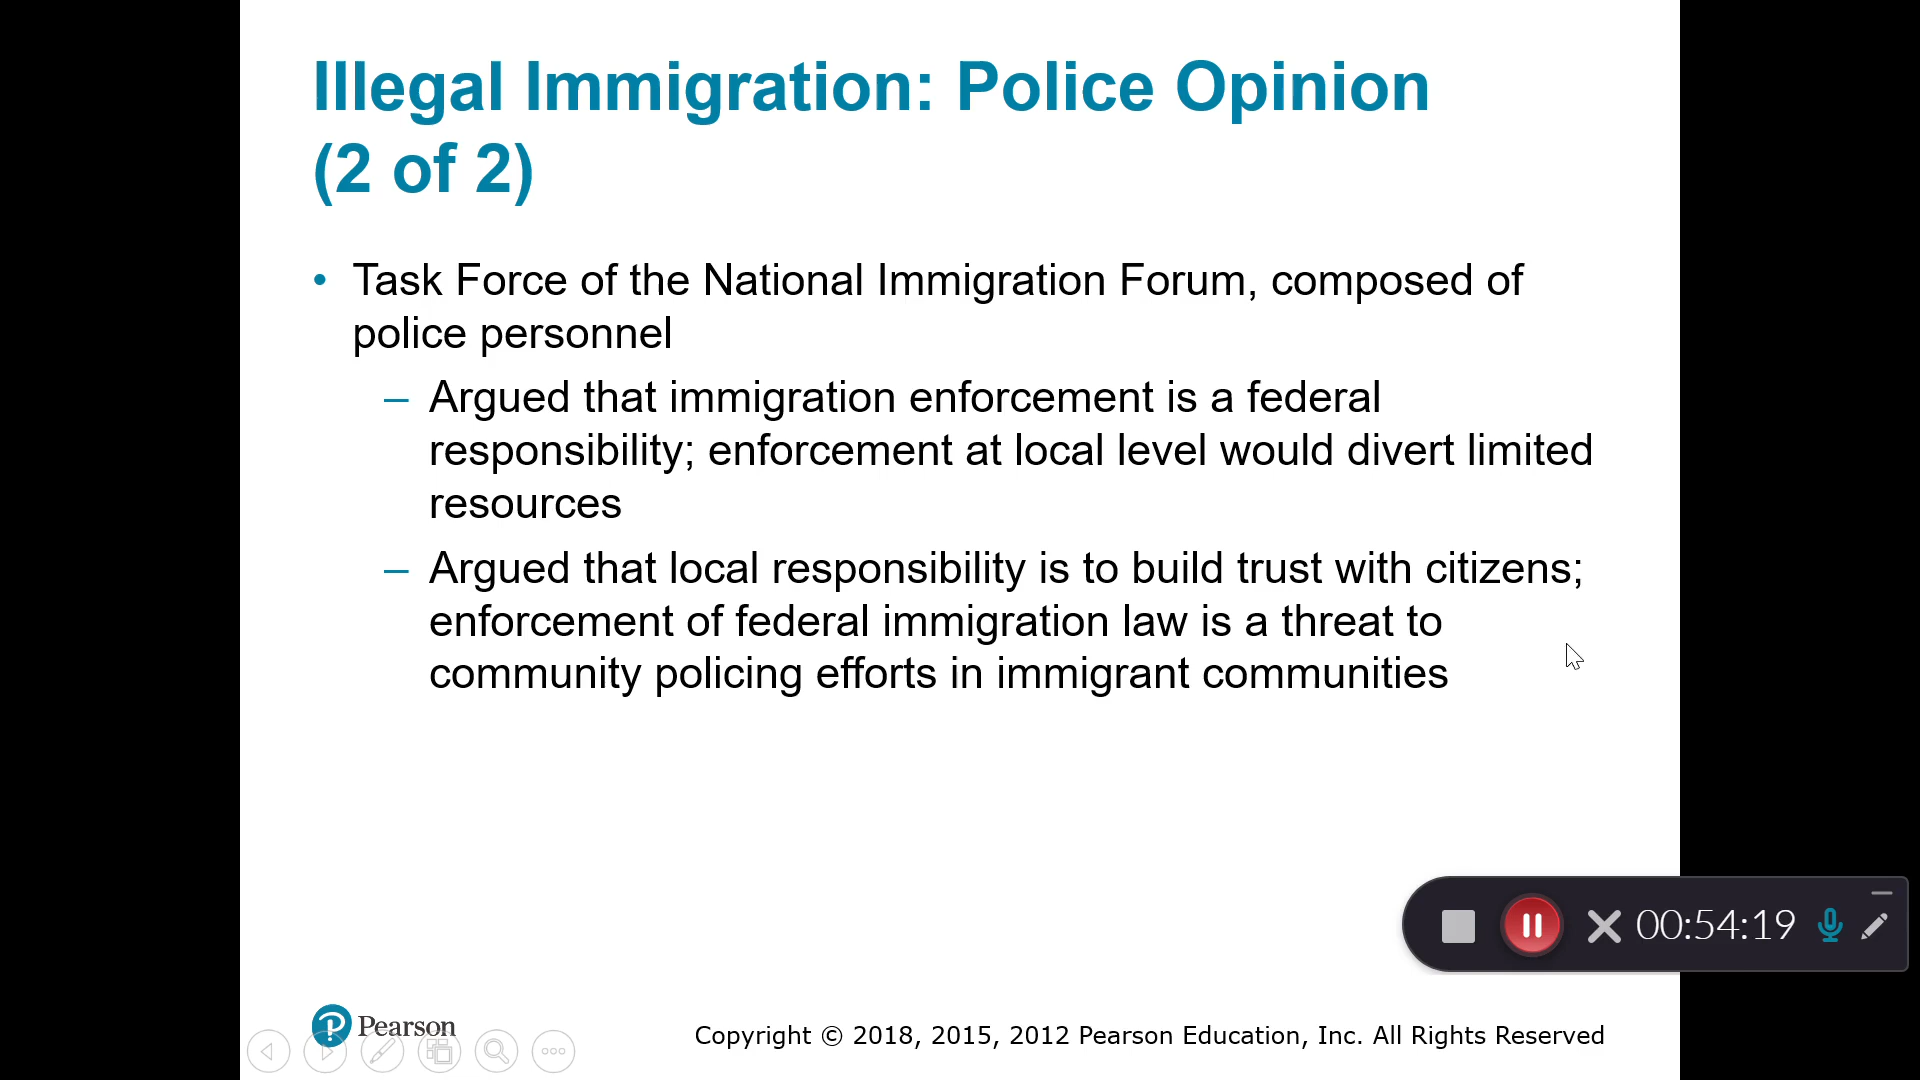 Illegal Immigration: Police Opinion
(2 of 2)
• Task Force of the National Immigration Forum, composed of
police personnel
– Argued that immigration enforcement is a federal
responsibility; enforcement at local level would divert limited
resources
– Argued that local responsibility is to build trust with citizens;
enforcement of federal immigration law is a threat to
community policing efforts in immigrant communities
00:54:19
Pearson
Copyright © 2018, 2015, 2012 Pearson Education, Inc. All Rights Reserved